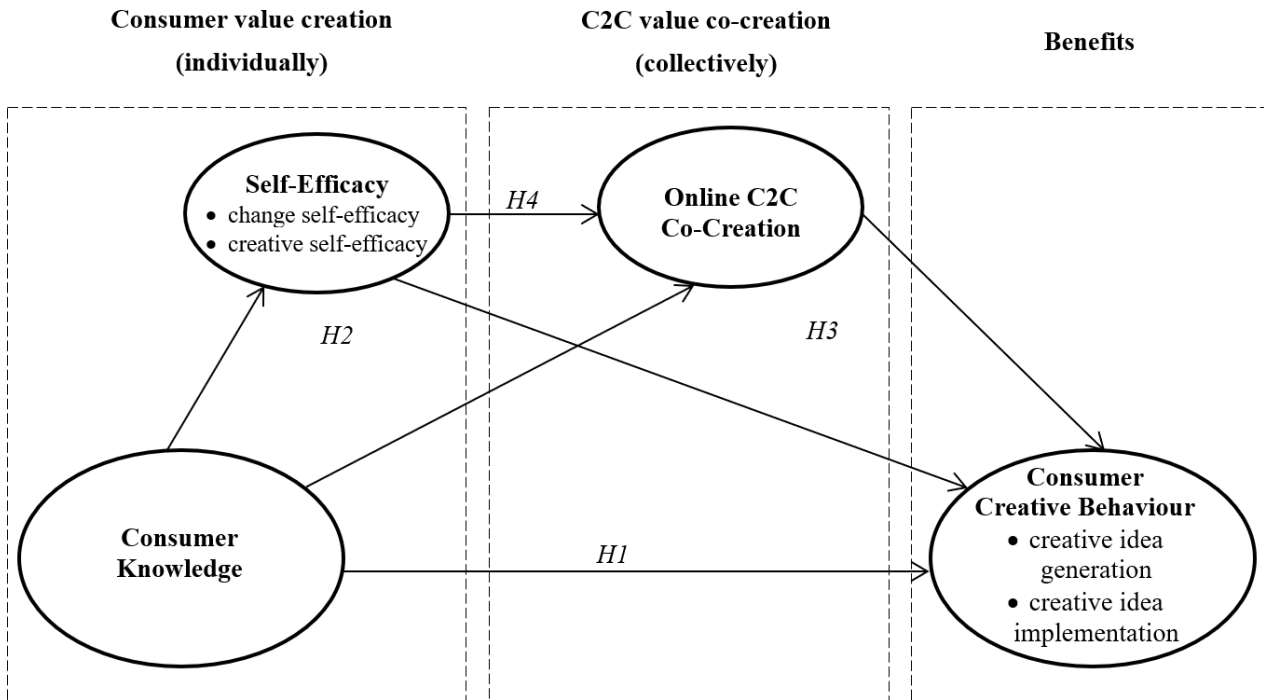 Consumer value creation
(individually)
C2C value co-creation
(collectively)
Benefits
Self-Efficacy
• change self-efficacy
• creative self-efficacy
H4
Online C2C
Co-Creation
H2
H3
Consumer
Knowledge
H1
Consumer
Creative Behaviour
• creative idea
generation
• creative idea
implementation